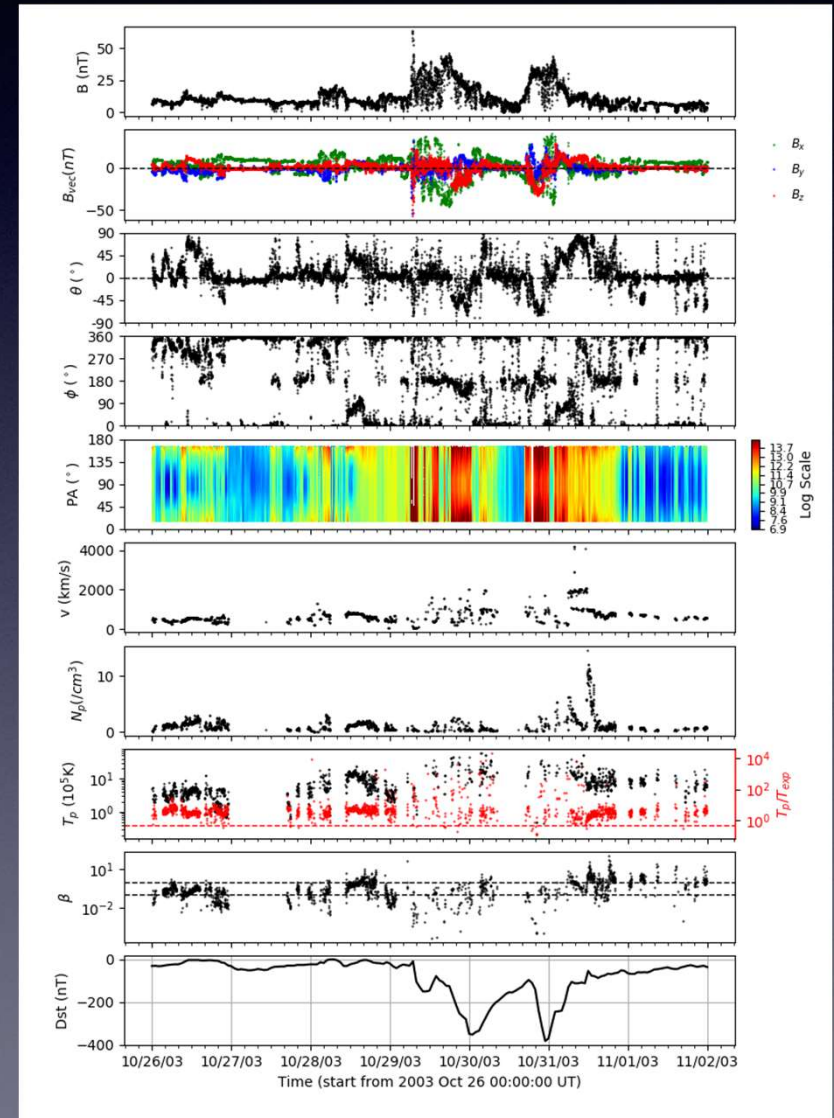 B (nT)
50
25
0
B_vec(nT)
0
−50
B_x
B_y
B_z
θ (°)
90
45
0
-45
-90
ϕ (°)
360
270
180
90
0
PA (°)
180
135
90
45
0
13.7
13.0
12.2
11.4
10.7
9.9
9.1
8.4
7.6
6.9
Log Scale
v (km/s)
4000
2000
0
N_p(/cm³)
10
0
T_p (10⁵K)
10¹
10⁰
10⁴
10²
10⁰
T_p/T_exp
β
10¹
10⁻²
Dst (nT)
0
−200
−400
10/26/03 10/27/03 10/28/03 10/29/03 10/30/03 10/31/03 11/01/03 11/02/03
Time (start from 2003 Oct 26 00:00:00 UT)